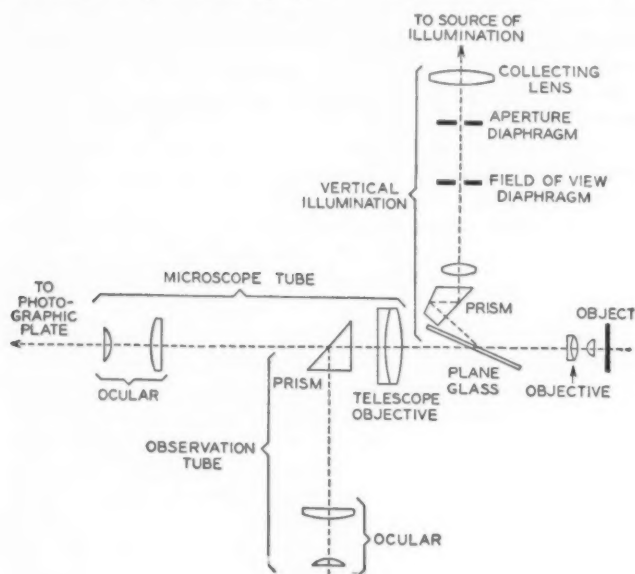 TO SOURCE OF
ILLUMINATION
COLLECTING
LENS
APERTURE
DIAPHRAGM
FIELD OF VIEW
DIAPHRAGM
VERTICAL
ILLUMINATION
MICROSCOPE TUBE
TO
PHOTO-
GRAPHIC
PLATE
PRISM
OBJECT
OCULAR
PRISM
TELESCOPE
OBJECTIVE
PLANE
GLASS
OBJECTIVE
OBSERVATION
TUBE
OCULAR